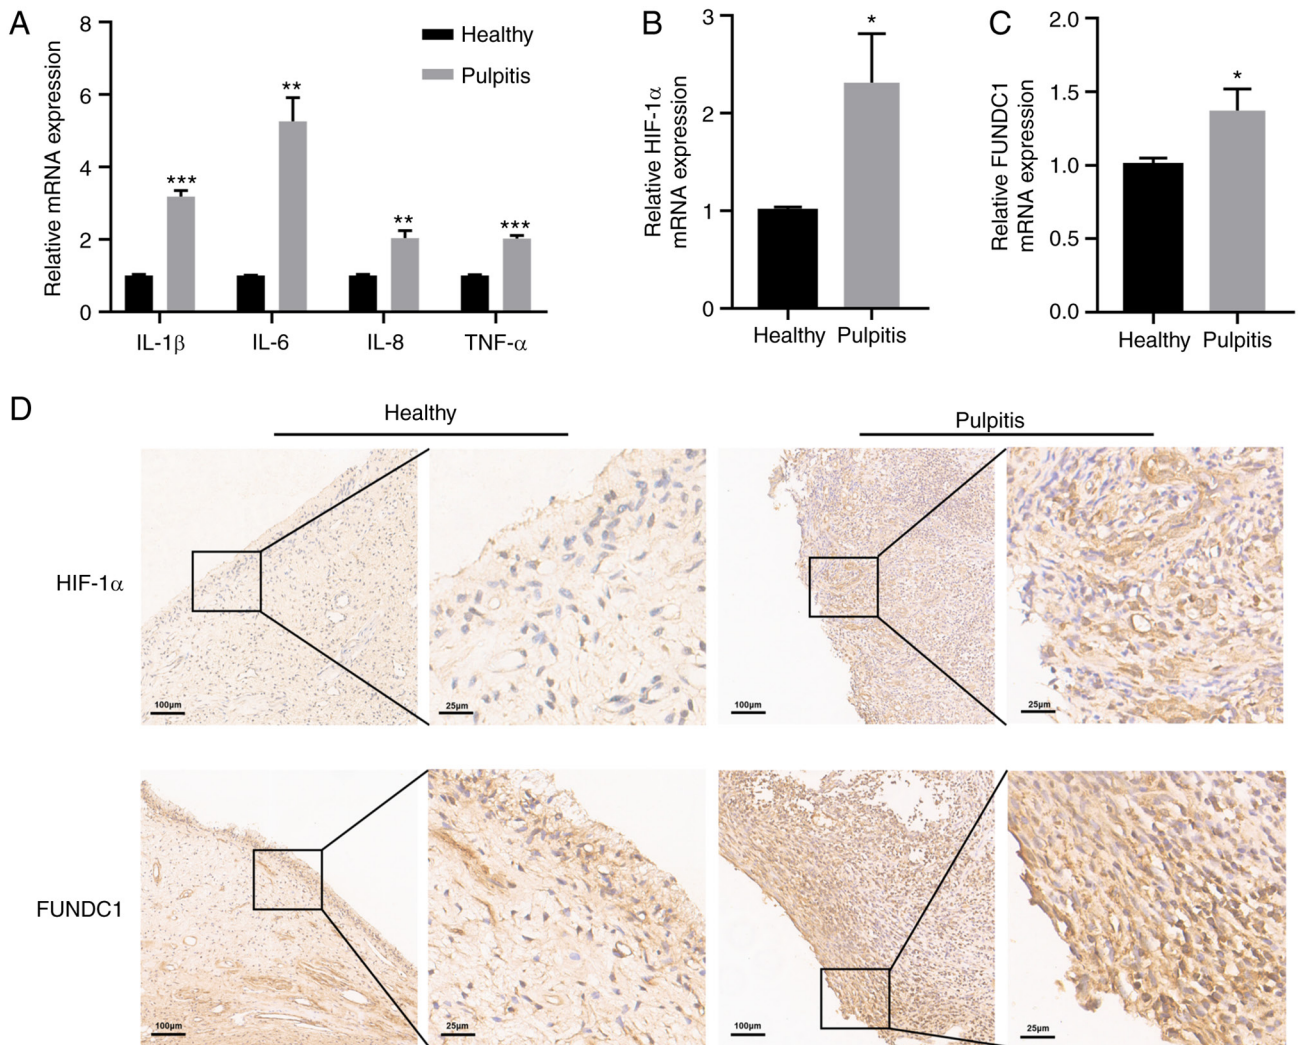 A
Relative mRNA expression
8
6
4
2
0
Healthy
Pulpitis
***
**
**
***
IL-1β
IL-6
IL-8
TNF-α
B
Relative HIF-1α
mRNA expression
3
2
1
0
*
Healthy
Pulpitis
C
Relative FUNDC1
mRNA expression
2.0
1.5
1.0
0.5
0.0
*
Healthy
Pulpitis
D
Healthy
Pulpitis
HIF-1α
100µm
25µm
100µm
25µm
FUNDC1
100µm
25µm
100µm
25µm